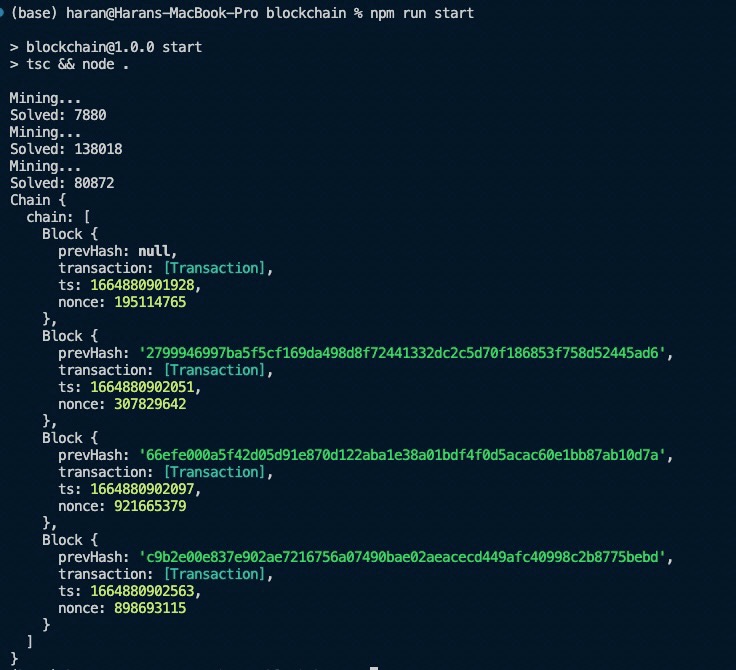 (base) haran@Harans-MacBook-Pro blockchain % npm run start
> blockchain@1.0.0 start
> tsc && node .
Mining...
Solved: 7880
Mining...
Solved: 138018
Mining...
Solved: 80872
Chain {
  chain: [
    Block {
      prevHash: null,
      transaction: [Transaction],
      ts: 1664880901928,
      nonce: 195114765
    },
    Block {
      prevHash: '2799946997ba5f5cf169da498d8f72441332dc2c5d70f186853f758d52445ad6',
      transaction: [Transaction],
      ts: 1664880902051,
      nonce: 307829642
    },
    Block {
      prevHash: '66efe000a5f42d05d91e870d122aba1e38a01bdf4f0d5acac60e1bb87ab10d7a',
      transaction: [Transaction],
      ts: 1664880902097,
      nonce: 921665379
    },
    Block {
      prevHash: 'c9b2e00e837e902ae7216756a07490bae02aeacecd449afc40998c2b8775bebd',
      transaction: [Transaction],
      ts: 1664880902563,
      nonce: 898693115
    }
  ]
}